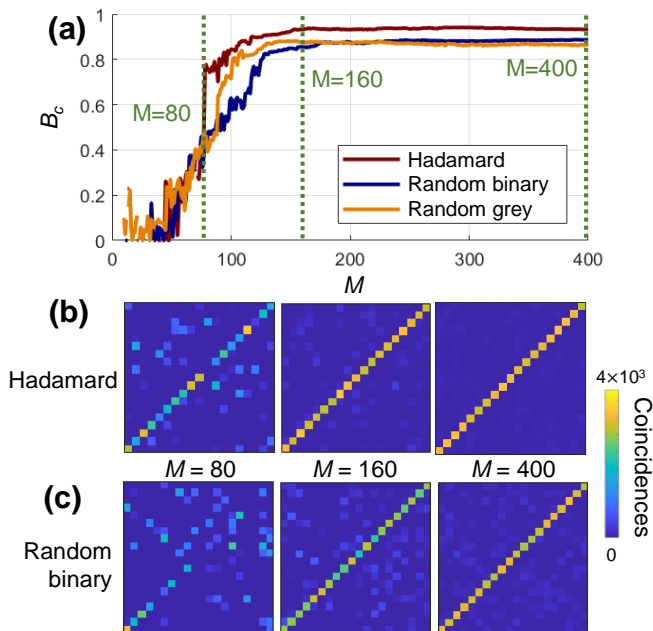 (a)
1
0.8
0.6
0.4
0.2
0
B_c
M=80
M=160
M=400
Hadamard
Random binary
Random grey
0 100 200 300 400
M
(b)
Hadamard
4×10³
Coincidences
0
M = 80 M = 160 M = 400
(c)
Random
binary